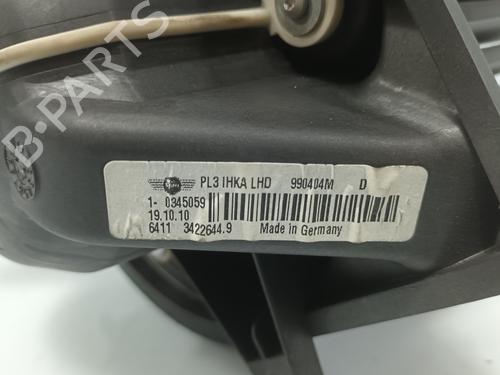 B-PARTS
PL3 IHKA LHD 990404M D
1- 0345059
19.10.10
6411 3422644.9 Made in Germany